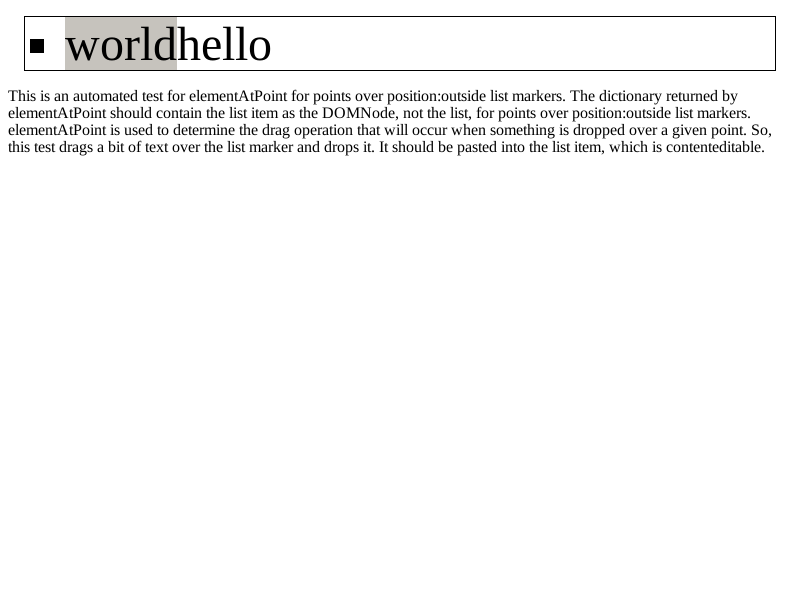 worldhello
This is an automated test for elementAtPoint for points over position:outside list markers. The dictionary returned by
elementAtPoint should contain the list item as the DOMNode, not the list, for points over position:outside list markers.
elementAtPoint is used to determine the drag operation that will occur when something is dropped over a given point. So,
this test drags a bit of text over the list marker and drops it. It should be pasted into the list item, which is contenteditable.